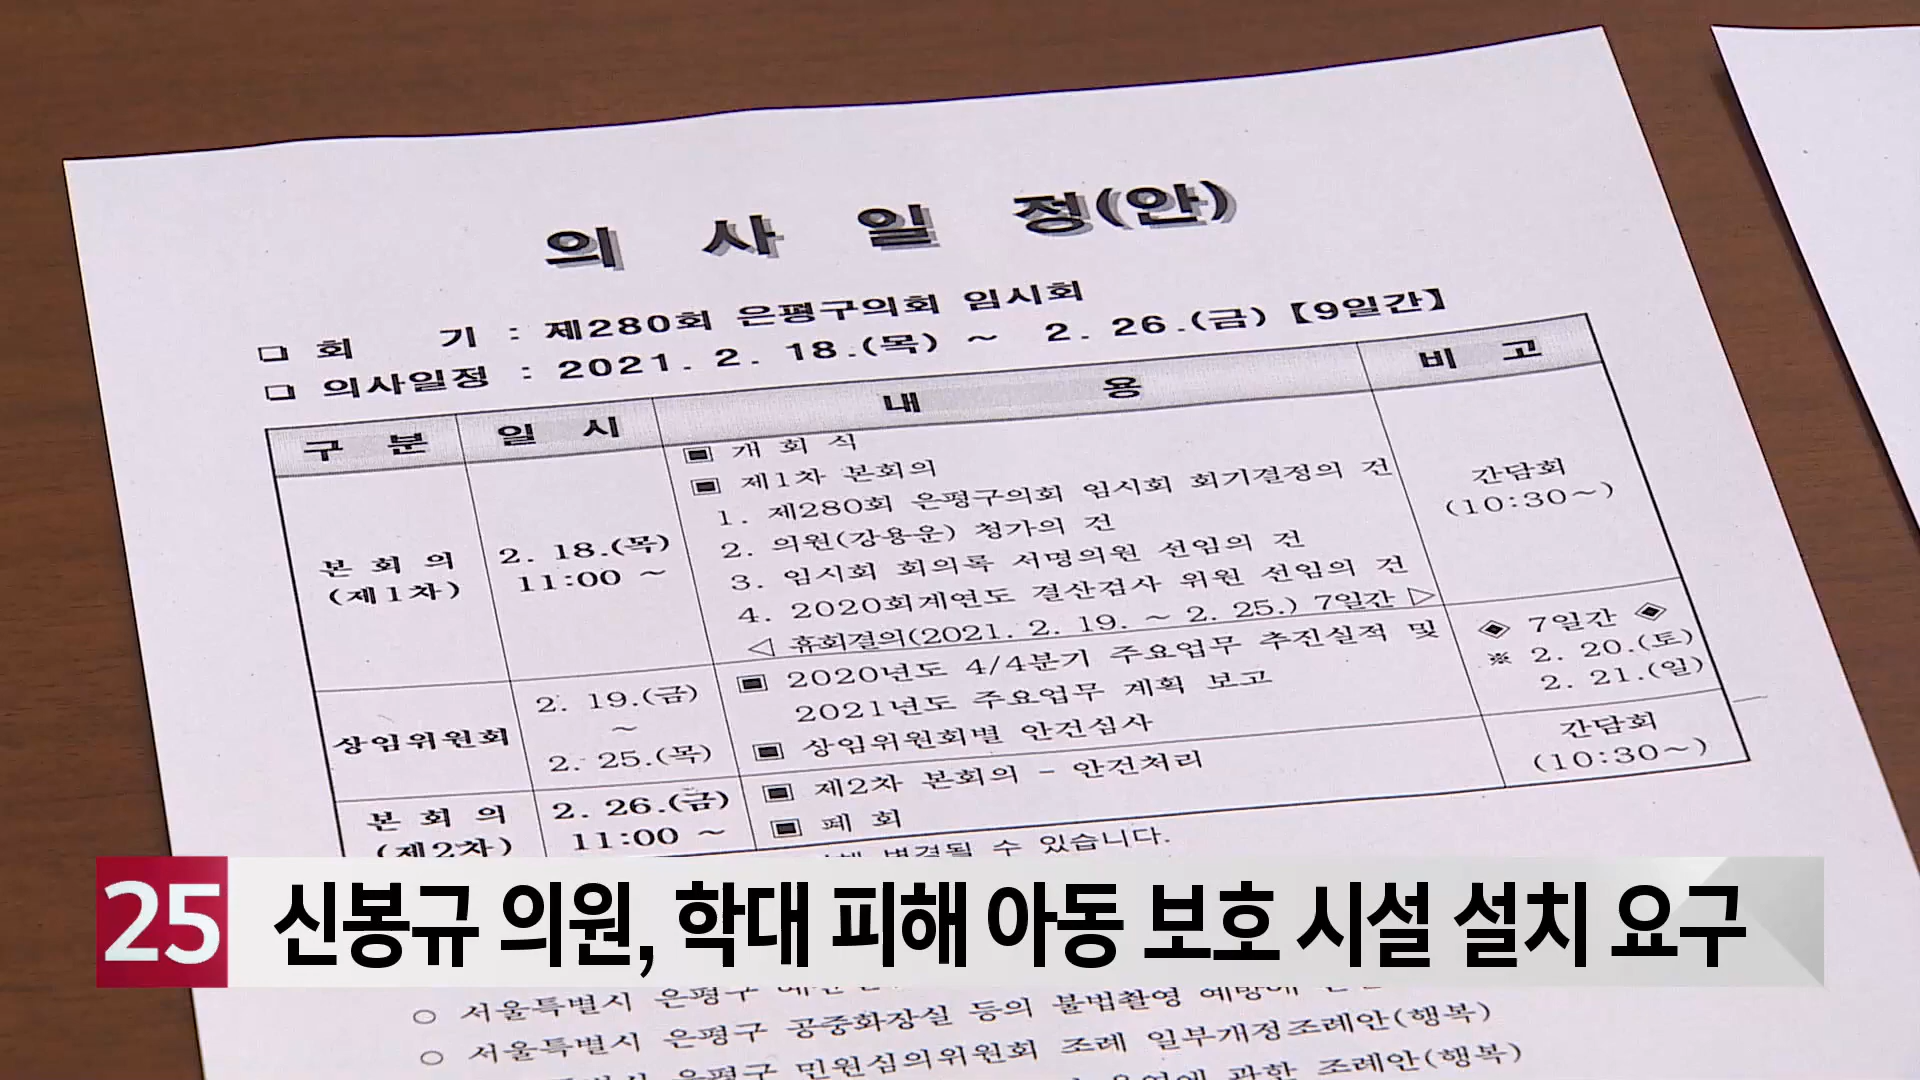 의 사 일 정(안)
❏ 회 기 : 제280회 은평구의회 임시회
❏ 의사일정 : 2021. 2. 18.(목) ~ 2. 26.(금)【9일간】
구 분 일 시 내 용 비 고
본 회 의
(제1차)
2. 18.(목)
11:00 ~
▣ 개 회 식
▣ 제1차 본회의
1. 제280회 은평구의회 임시회 회기결정의 건
2. 의원(강용운) 청가의 건
3. 임시회 회의록 서명의원 선임의 건
4. 2020회계연도 결산검사 위원 선임의 건
◁ 휴회결의(2021. 2. 19. ~ 2. 25.) 7일간 ▷
간담회
(10:30~)
상임위원회
2. 19.(금)
~
2. 25.(목)
▣ 2020년도 4/4분기 주요업무 추진실적 및
2021년도 주요업무 계획 보고
▣ 상임위원회별 안건심사
◈ 7일간 ◈
※ 2. 20.(토)
2. 21.(일)
본 회 의
(제2차)
2. 26.(금)
11:00 ~
▣ 제2차 본회의 - 안건처리
▣ 폐 회
간담회
(10:30~)
변경될 수 있습니다.
25 신봉규 의원, 학대 피해 아동 보호 시설 설치 요구
○ 서울특별시 은평구
○ 서울특별시 은평구 공중화장실 등의 불법촬영 예방에
○ 서울특별시 은평구 민원심의위원회 조례 일부개정조례안(행복)
은평구 관한 조례안(행복)